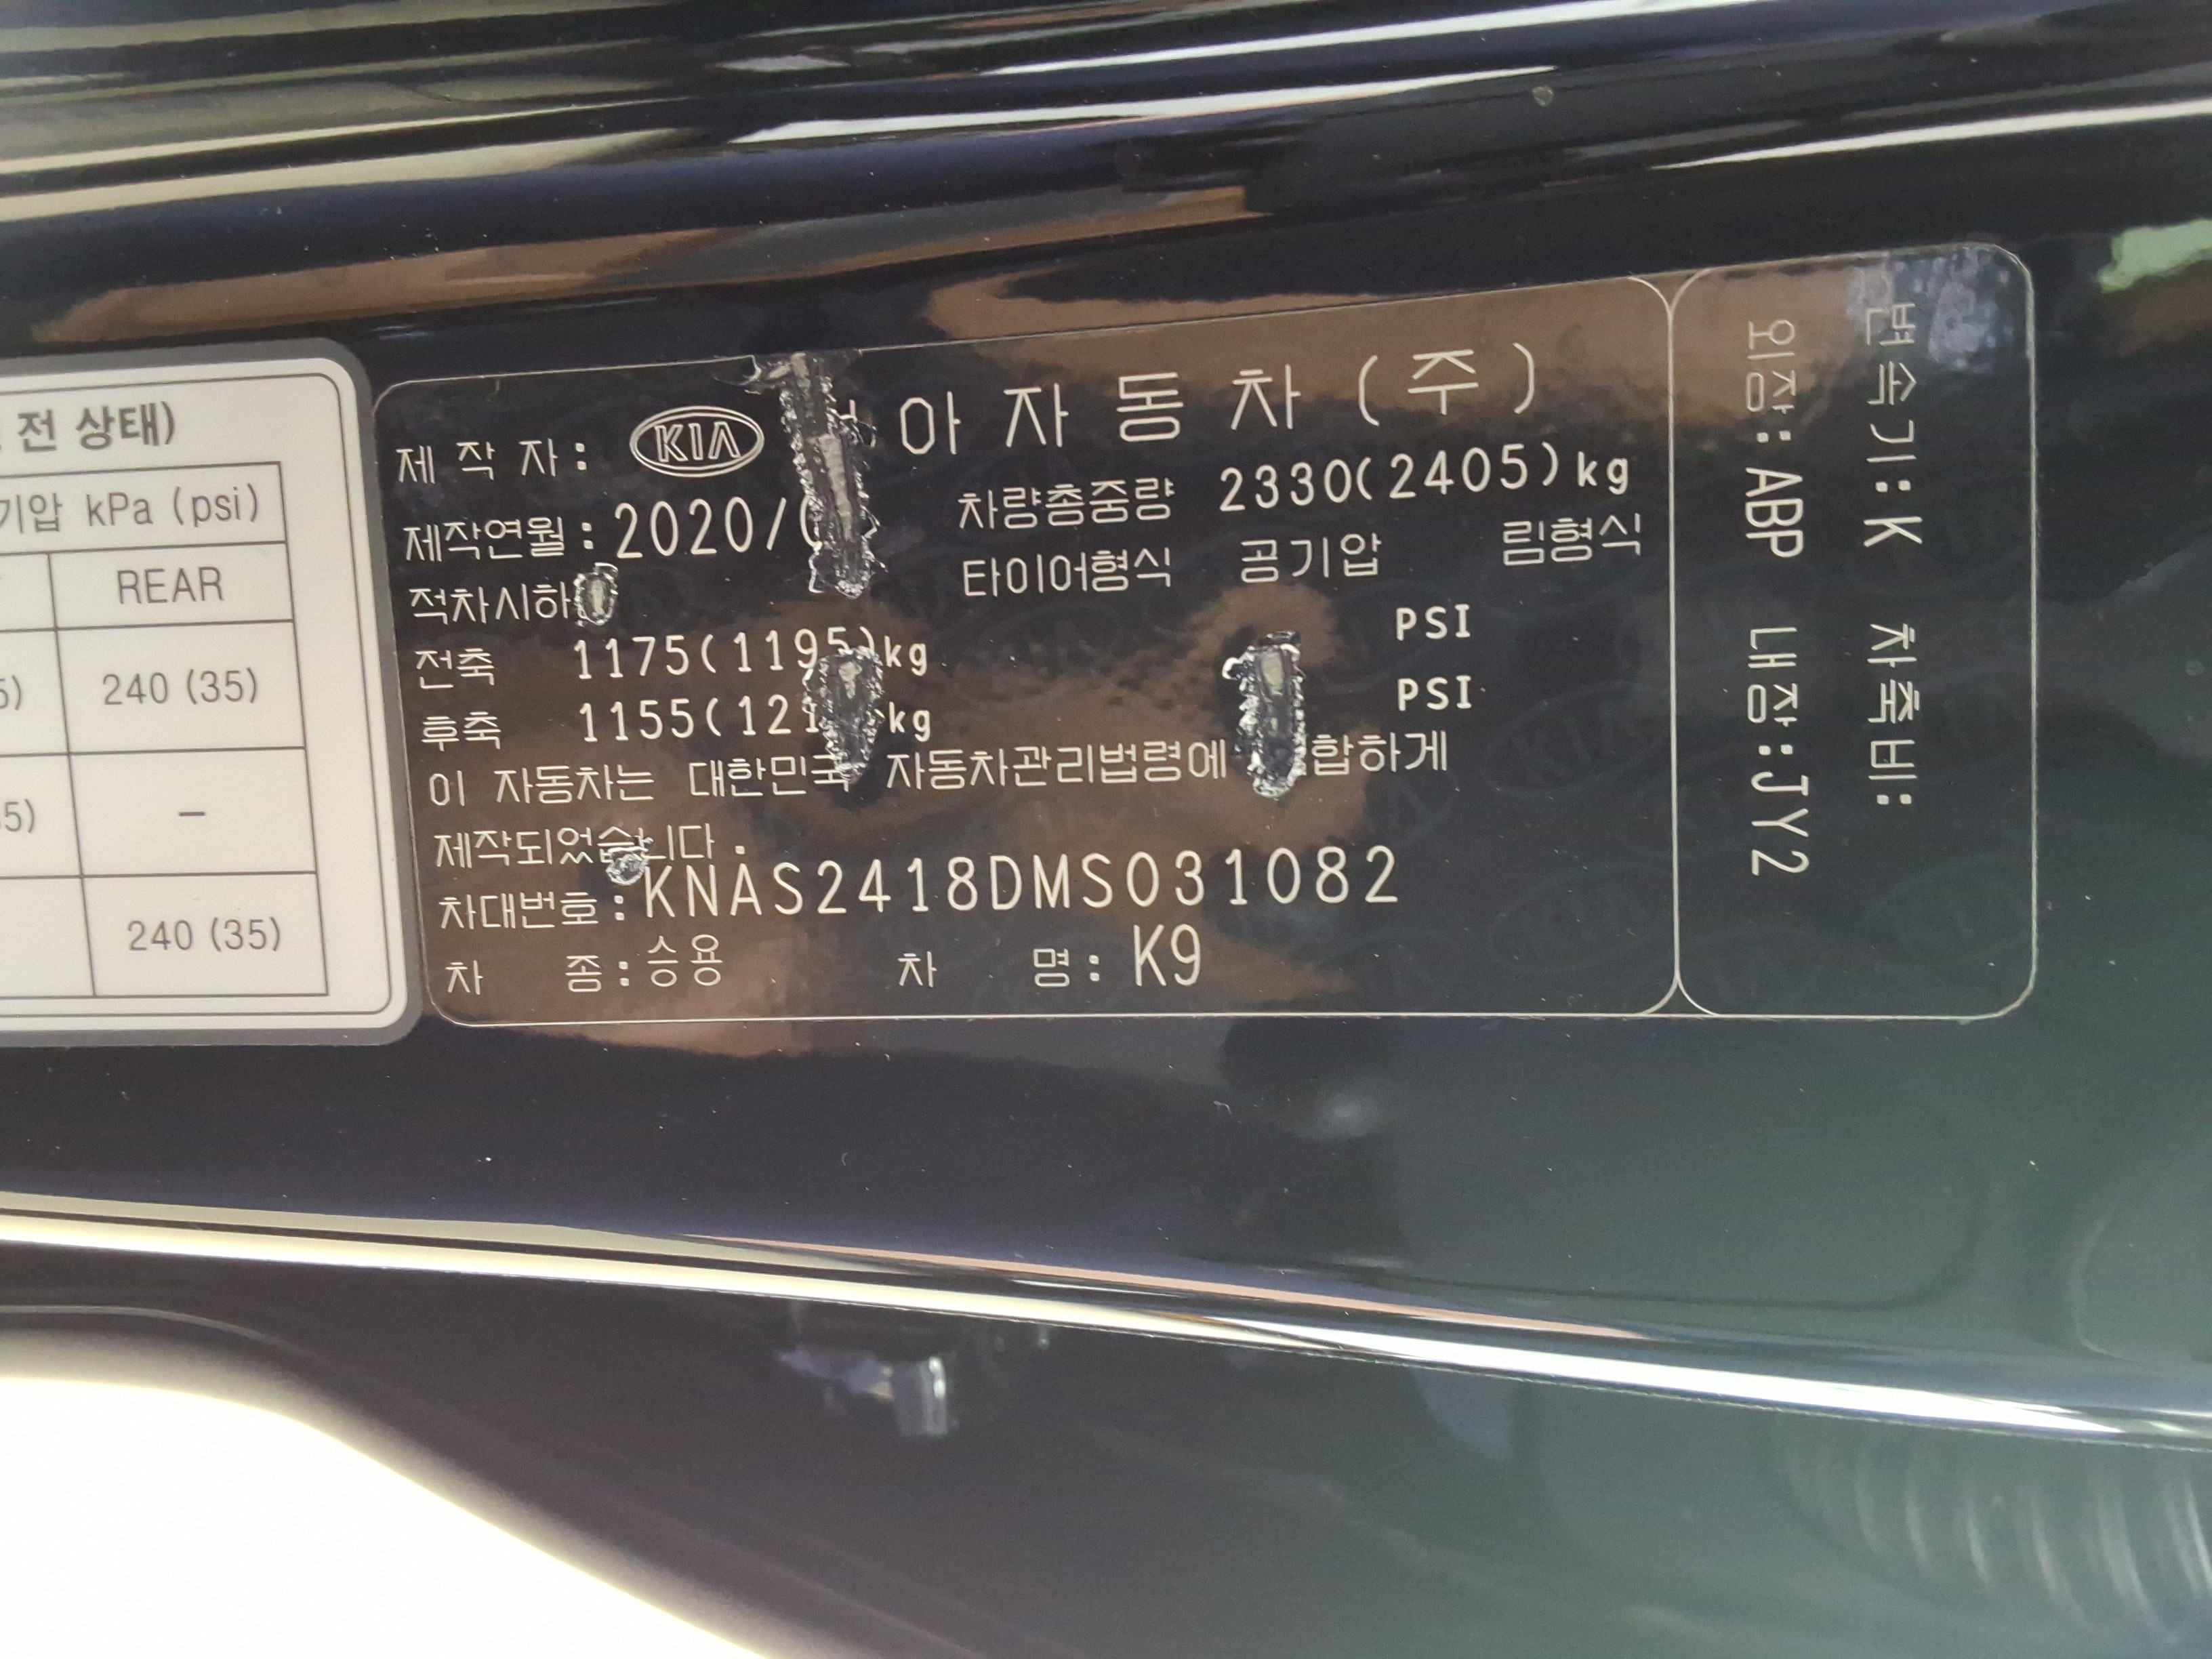 전 상태)
기압 kPa (psi)
REAR
240 (35)
–
240 (35)
제 작 자 : KIA 아 자 동 차 ( 주 )
제작연월 : 2020/ 차량총중량 2330(2405)kg
타이어형식 공기압 림형식
적차시하
전축 1175(1195)kg PSI
후축 1155( kg PSI
이 자동차는 대한민국 자동차관리법령에 합하게
제작되었습니다.
차대번호 : KNAS2418DMS031082
차 종 : 승용 차 명 : K9
변속기:K 차축비:
외장:ABP 내장:JY2